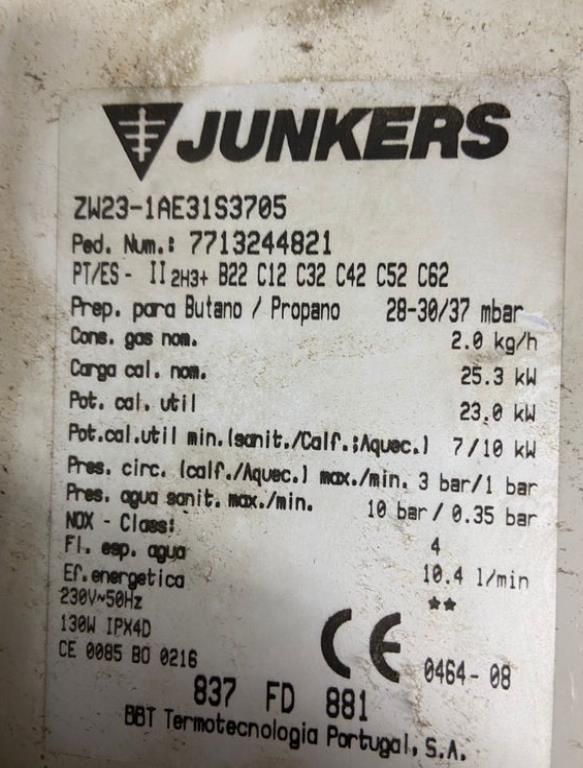 JUNKERS
ZW23-1AE31S3705
Ped. Num.: 7713244821
PT/ES - II 2H3+ B22 C12 C32 C42 C52 C62
Prep. para Butano / Propano 28-30/37 mbar
Cons. gas nom. 2.0 kg/h
Carga cal. nom. 25.3 kW
Pot. cal. util 23.0 kW
Pot.cal.util min.(sanit./Calf.;Aquec.) 7/10 kW
Pres. circ. (calf./Aquec.) max./min. 3 bar/1 bar
Pres. agua sanit. max./min. 10 bar / 0.35 bar
NOX - Class: 4
Fl. esp. agua 10.4 l/min
Ef. energetica **
230V~50Hz
130W IPX4D
CE 0085 BO 0216
CE 0464-08
837 FD 881
BBT Termotecnologia Portugal, S.A.